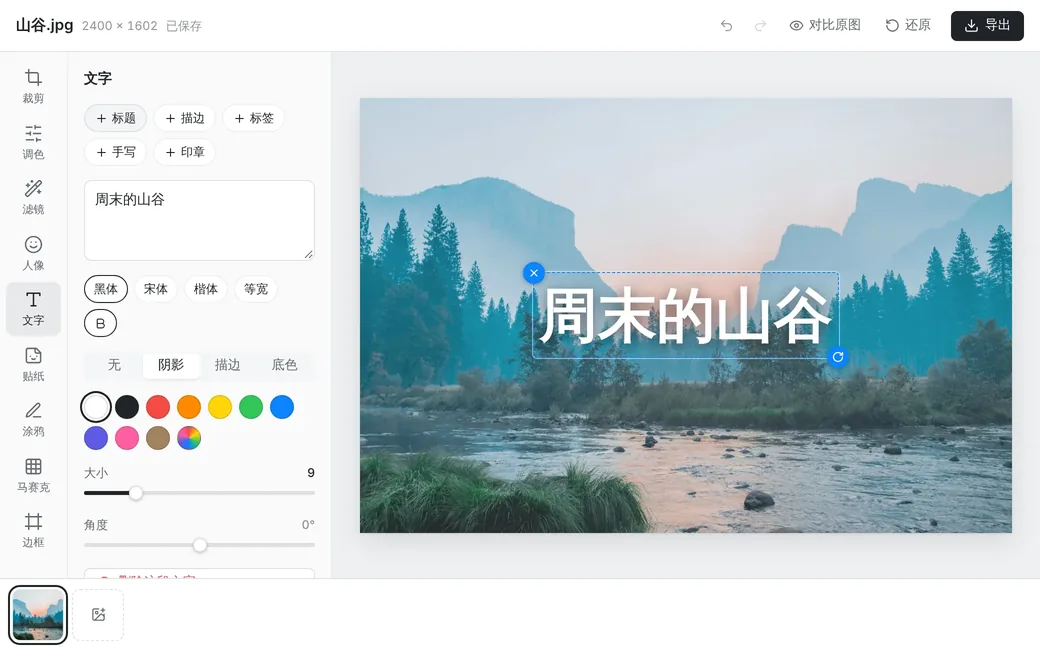 山谷.jpg 2400 × 1602 已保存 对比原图 还原 导出
裁剪
调色
滤镜
人像
文字
贴纸
涂鸦
马赛克
边框
文字
+ 标题 + 描边 + 标签
+ 手写 + 印章
周末的山谷
黑体 宋体 楷体 等宽
B
无 阴影 描边 底色
大小 9
角度 0°
周末的山谷